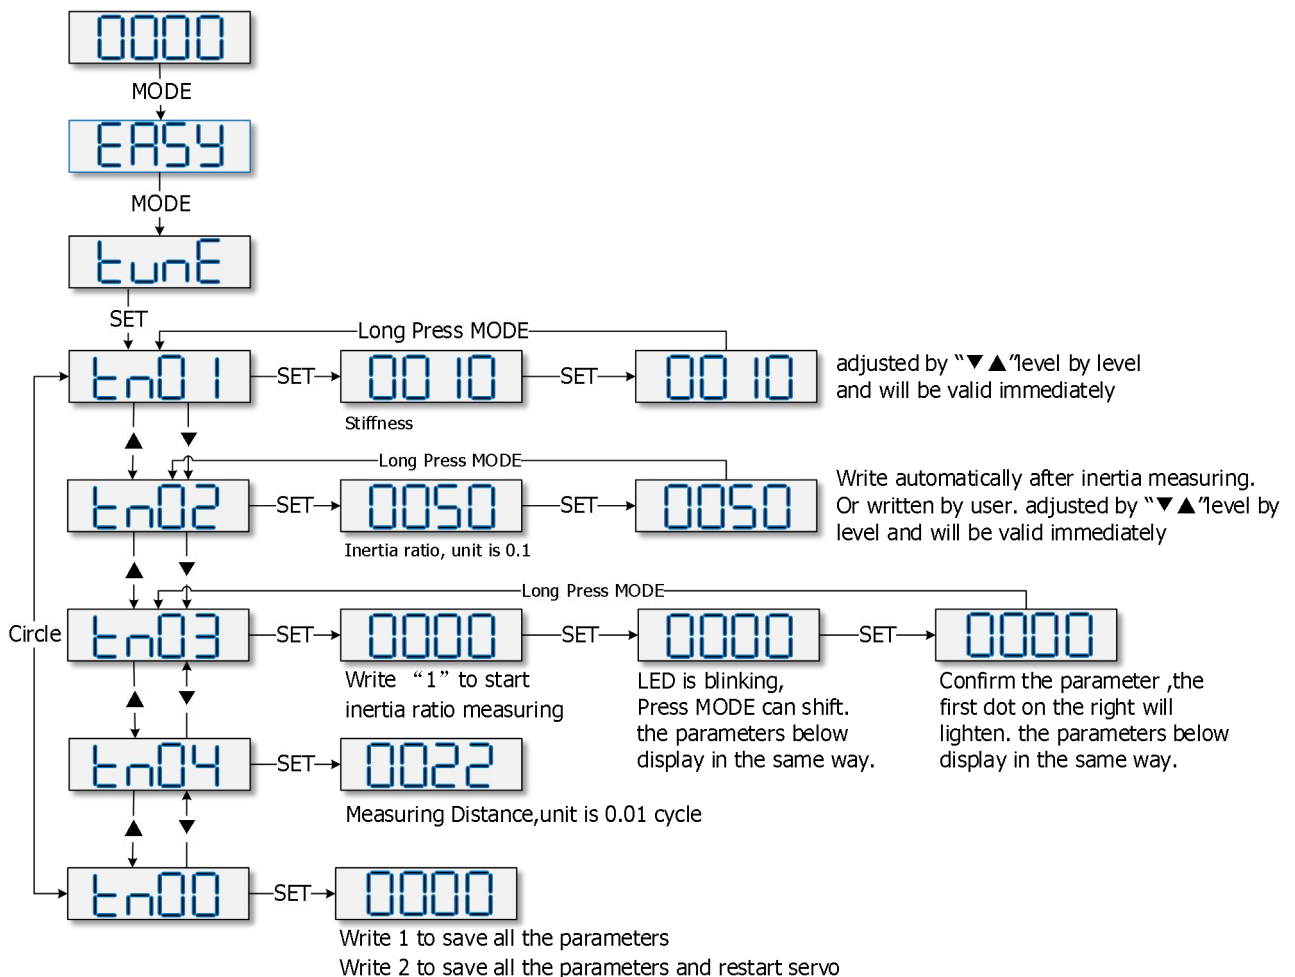 0000
MODE
EASY
MODE
tunE
SET
Long Press MODE
tn01
SET
0010
SET
0010
adjusted by “▼▲”level by level
and will be valid immediately
Stiffness
▲
▼
Long Press MODE
tn02
SET
0050
SET
0050
Write automatically after inertia measuring.
Or written by user. adjusted by “▼▲”level by
level and will be valid immediately
Inertia ratio, unit is 0.1
▲
▼
Long Press MODE
Circle
tn03
SET
0000
SET
0000
SET
0000
Write “1” to start
inertia ratio measuring
LED is blinking,
Press MODE can shift.
the parameters below
display in the same way.
Confirm the parameter ,the
first dot on the right will
lighten. the parameters below
display in the same way.
▲
▼
tn04
SET
0022
Measuring Distance,unit is 0.01 cycle
▲
▼
tn00
SET
0000
Write 1 to save all the parameters
Write 2 to save all the parameters and restart servo